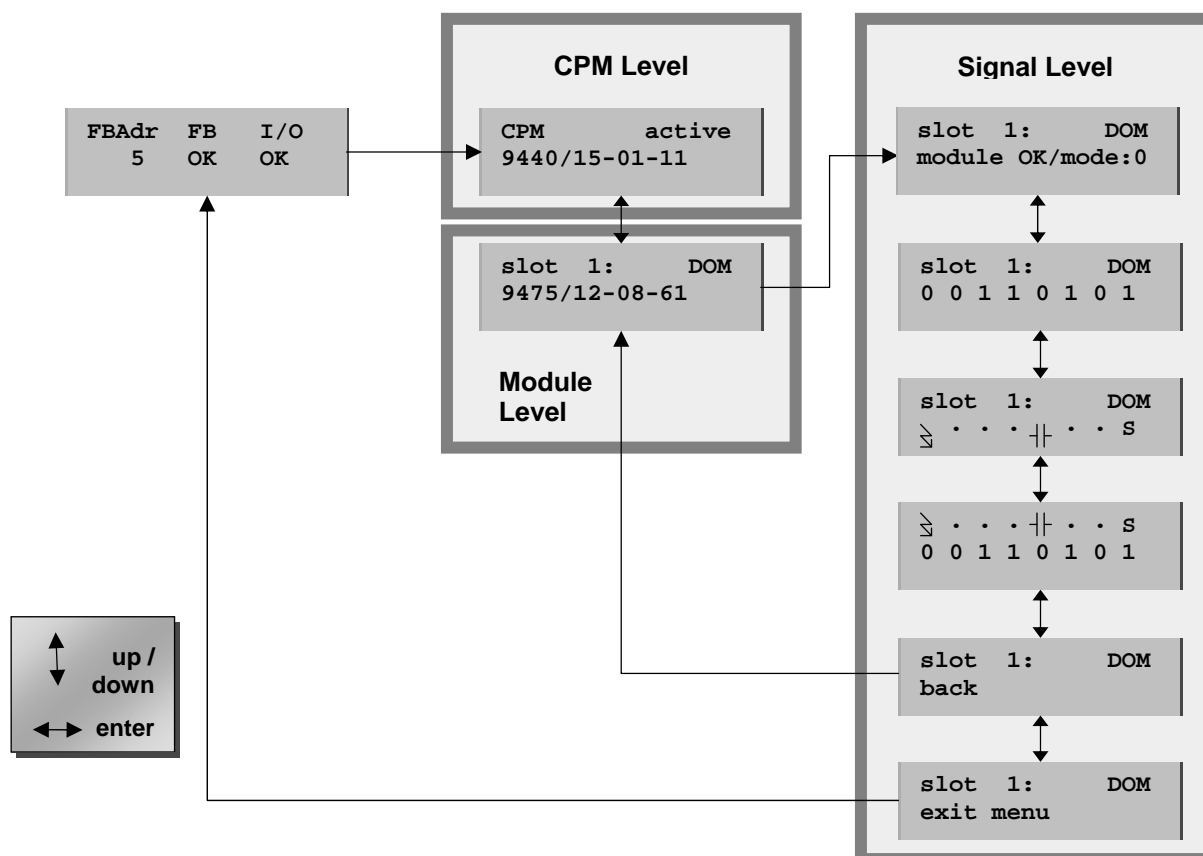 CPM Level
Signal Level
FBAdr FB I/O
5 OK OK
CPM active
9440/15-01-11
slot 1: DOM
9475/12-08-61
Module
Level
slot 1: DOM
module OK/mode:0
slot 1: DOM
0 0 1 1 0 1 0 1
slot 1: DOM
· · · · · S
· · · · · S
0 0 1 1 0 1 0 1
slot 1: DOM
back
slot 1: DOM
exit menu
up /
down
enter